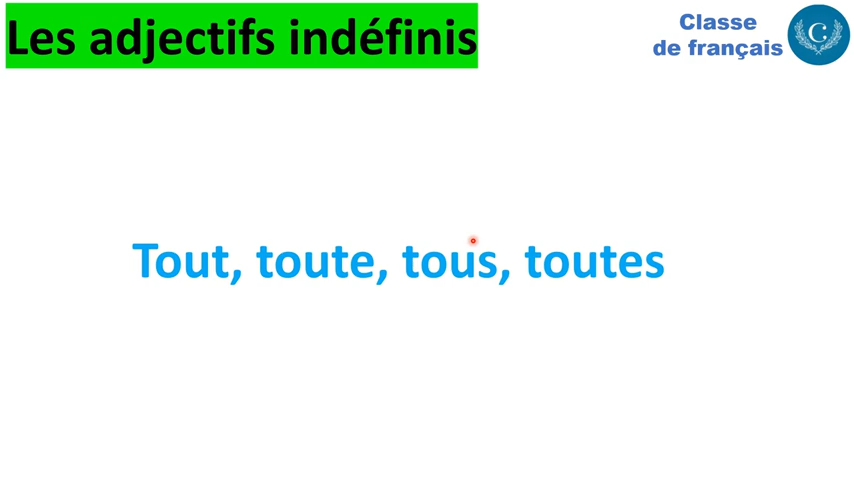 Les adjectifs indéfinis
Classe
de français
C
Tout, toute, tous, toutes